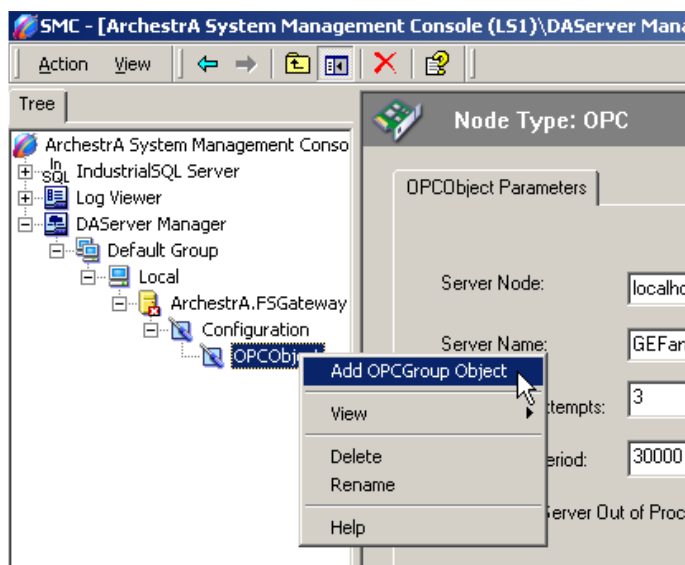 SMC - [ArchestrA System Management Console (LS1)\DAServer Mana
Action View
Tree
ArchestrA System Management Conso
In SQL IndustrialSQL Server
Log Viewer
DAServer Manager
Default Group
Local
ArchestrA.FSGateway
Configuration
OPCObj
Node Type: OPC
OPCObject Parameters
Server Node: localho
Server Name: GEFan
ttempts: 3
eriod: 30000
Server Out of Proc
Add OPCGroup Object
View
Delete
Rename
Help